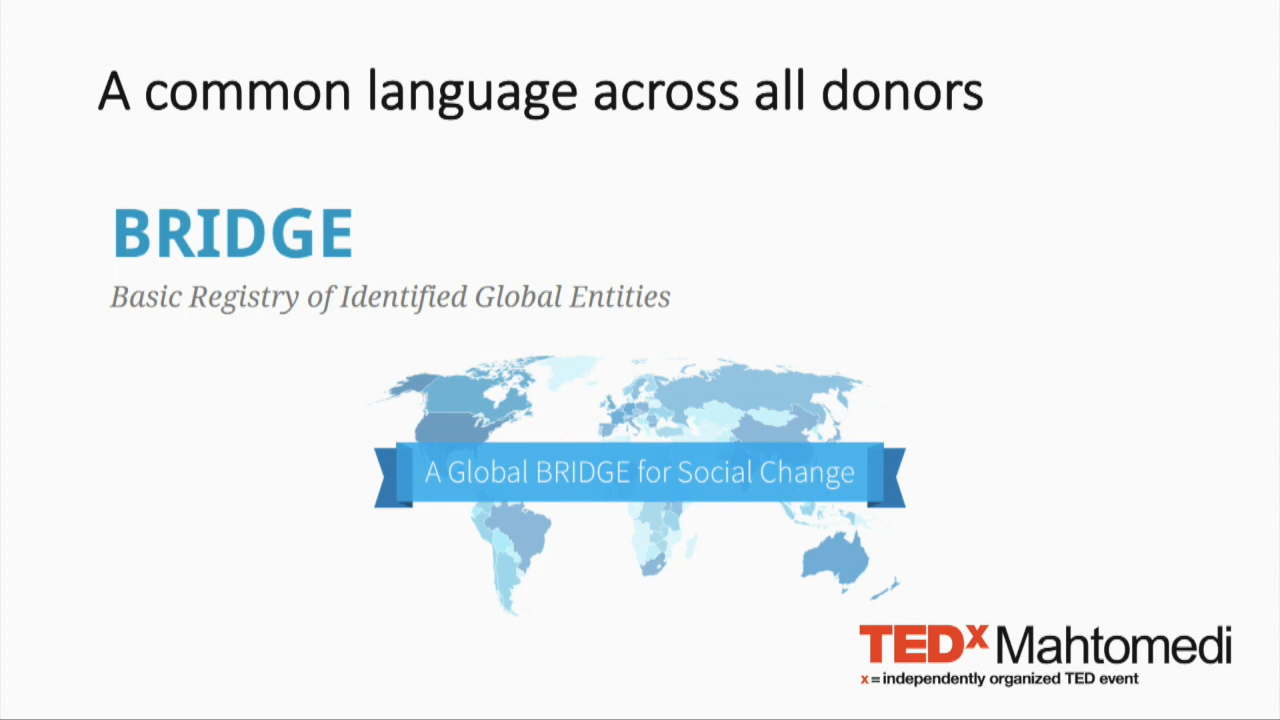 A common language across all donors
BRIDGE
Basic Registry of Identified Global Entities
A Global BRIDGE for Social Change
TEDx Mahtomedi
x = independently organized TED event